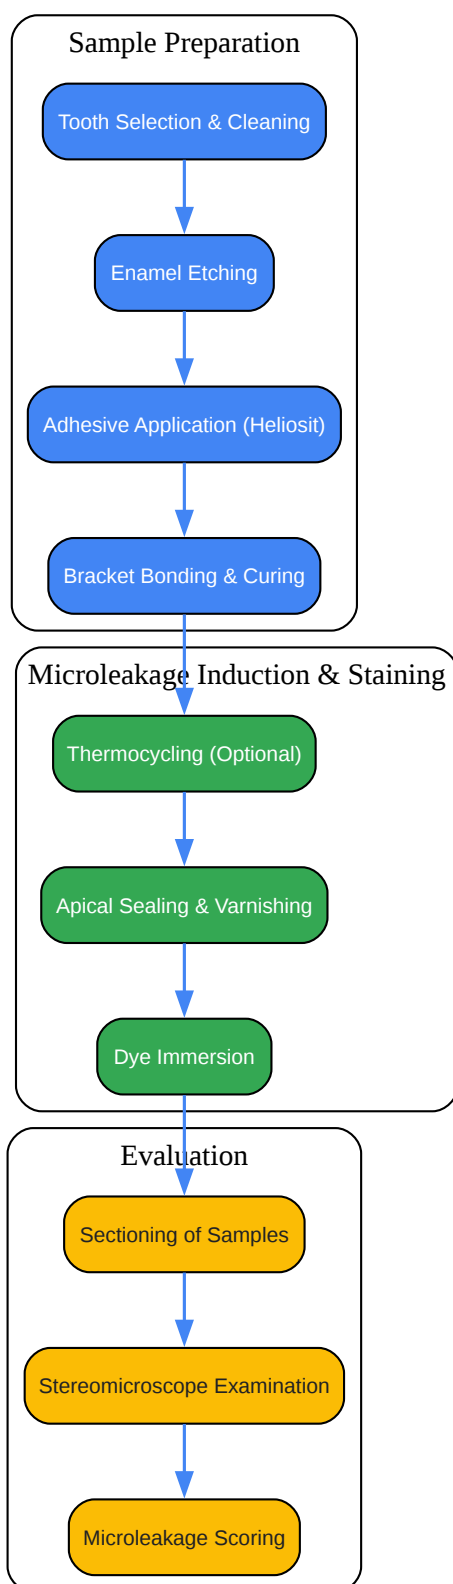 Sample Preparation
Tooth Selection & Cleaning
Enamel Etching
Adhesive Application (Heliosit)
Bracket Bonding & Curing
Microleakage Induction & Staining
Thermocycling (Optional)
Apical Sealing & Varnishing
Dye Immersion
Evaluation
Sectioning of Samples
Stereomicroscope Examination
Microleakage Scoring